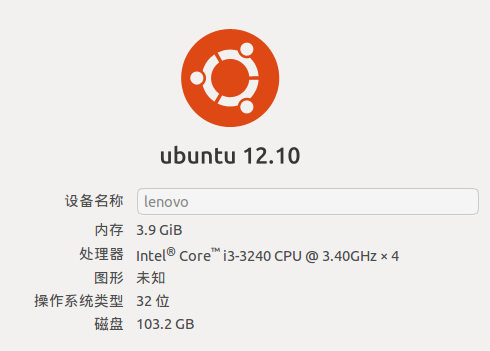 ubuntu 12.10
设备名称 lenovo
内存 3.9 GiB
处理器 Intel® Core™ i3-3240 CPU @ 3.40GHz × 4
图形 未知
操作系统类型 32 位
磁盘 103.2 GB